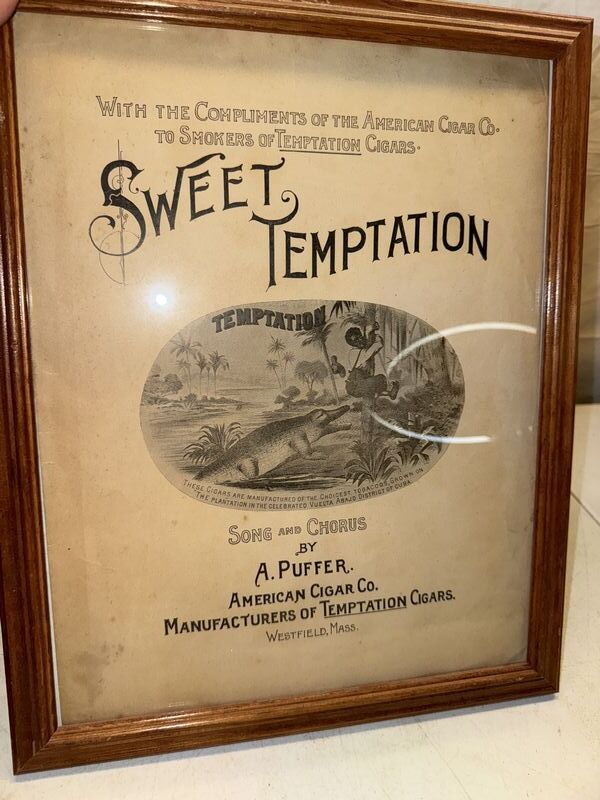 With the Compliments of the American Cigar Co.
to Smokers of Temptation Cigars.
Sweet
Temptation
Temptation
These Cigars are manufactured of the choicest tobaccos, grown on
the plantation in the celebrated Vuelta Abajo District of Cuba
Song and Chorus
by
A. Puffer.
American Cigar Co.
Manufacturers of Temptation Cigars.
Westfield, Mass.